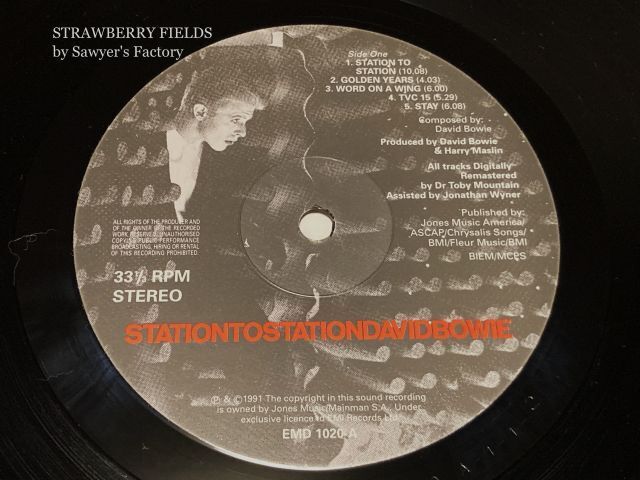 STRAWBERRY FIELDS
by Sawyer's Factory
Side One
1. STATION TO
STATION (10.08)
2. GOLDEN YEARS (4.03)
3. WORD ON A WING (6.00)
4. TVC 15 (5.29)
5. STAY (6.08)
Composed by:
David Bowie
Produced by David Bowie
& Harry Maslin
All tracks Digitally
Remastered
by Dr Toby Mountain
Assisted by Jonathan Wyner
Published by:
Jones Music America/
ASCAP/Chrysalis Songs/
BMI/Fleur Music/BMI
BIEM/MCPS
ALL RIGHTS OF THE PRODUCER AND
OF THE OWNER OF THE RECORDED
WORK RESERVED. UNAUTHORISED
COPYING PUBLIC PERFORMANCE
BROADCASTING, HIRING OR RENTAL
OF THIS RECORDING PROHIBITED.
33⅓ RPM
STEREO
STATIONTOSTATIONDAVIDBOWIE
℗ & ©1991 The copyright in this sound recording
is owned by Jones Music/Mainman S.A., Under
exclusive licence to EMI Records Ltd.
EMD 1020-A